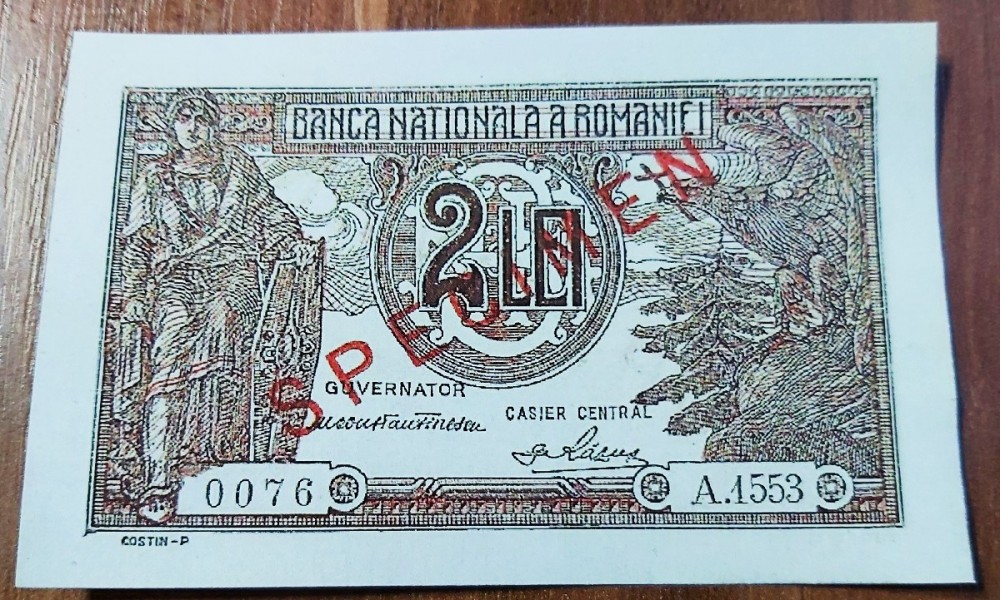 BANCA NATIONALA A ROMANIEI
2 LEI
SPECIMEN
GUVERNATOR
CASIER CENTRAL
0076
A.1553
COSTIN-P